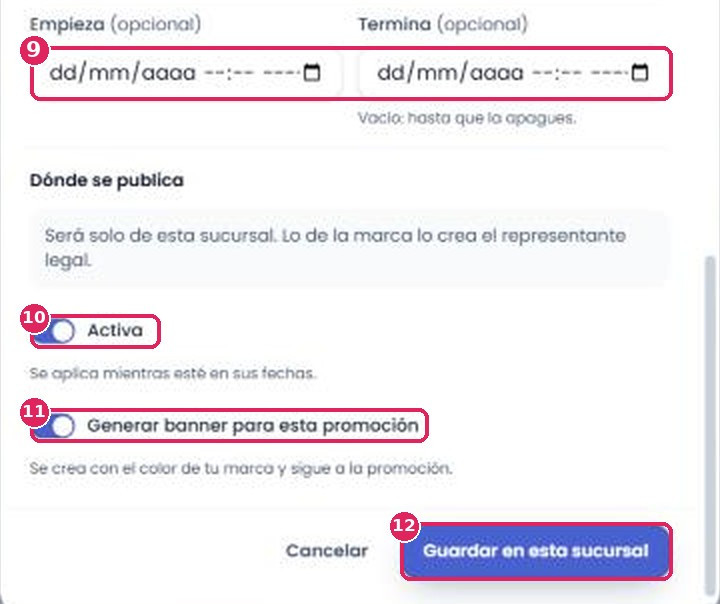 Empieza (opcional)
Termina (opcional)
9
dd/mm/aaaa --:-- ----
dd/mm/aaaa --:-- ----
Vacío: hasta que la apagues.
Dónde se publica
Será solo de esta sucursal. Lo de la marca lo crea el representante
legal.
10
Activa
Se aplica mientras esté en sus fechas.
11
Generar banner para esta promoción
Se crea con el color de tu marca y sigue a la promoción.
Cancelar
12
Guardar en esta sucursal